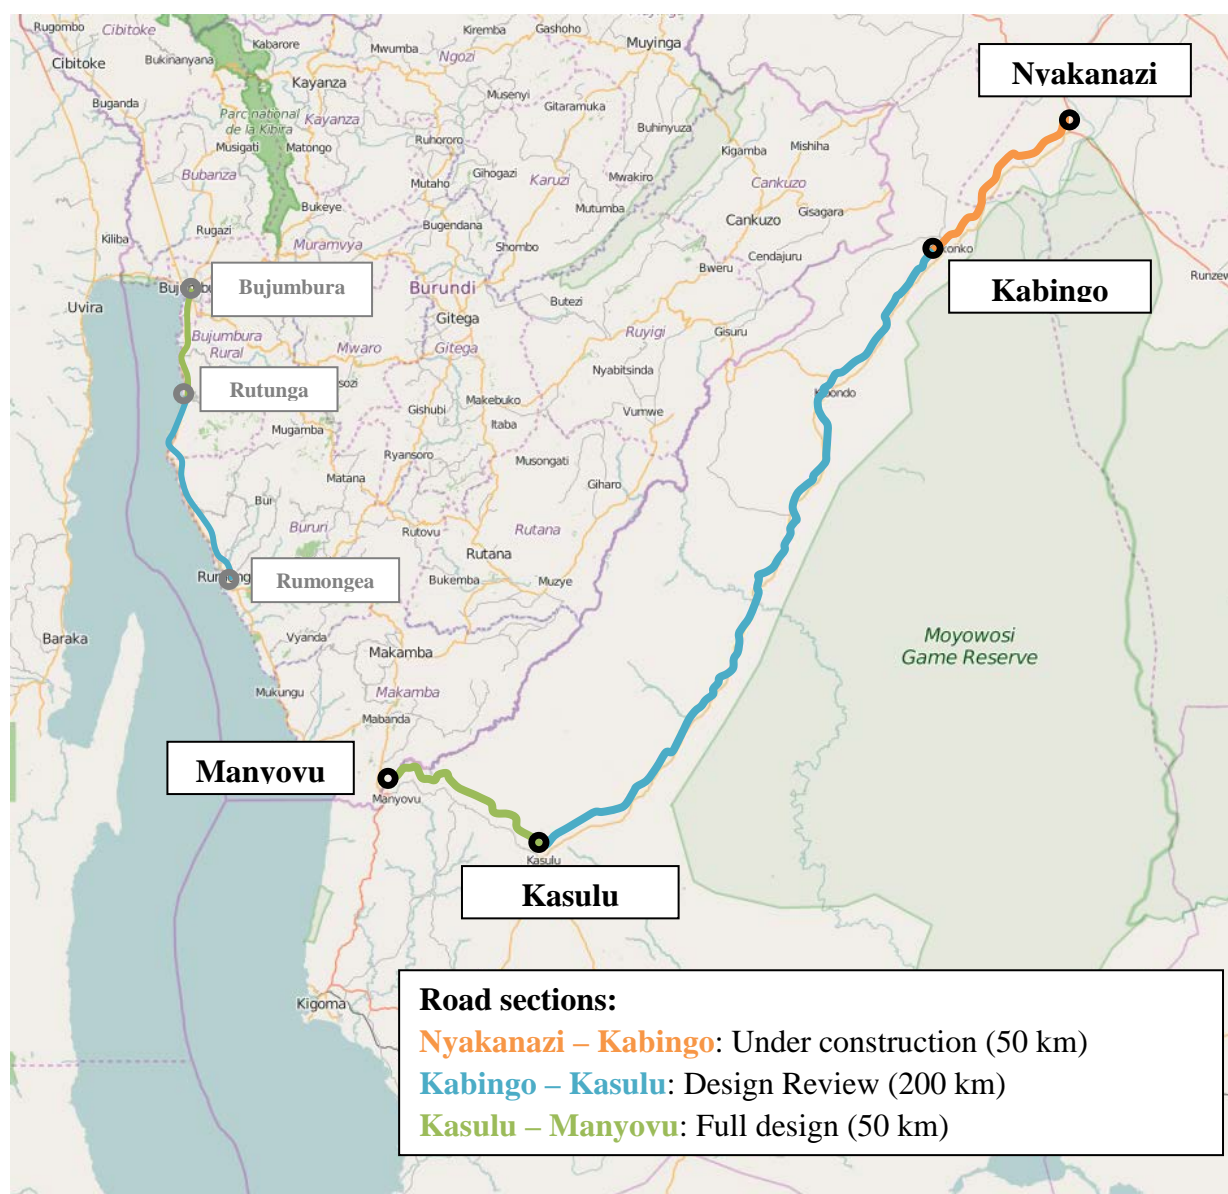 Rugombo
Cibitoke
Cibitoke
Bukinanyana
Kabarore
Mwumba
Kiremba
Gashoho
Ngozi
Muyinga
Kayanza
Musenyi
Buganda
Parc national
de la Kibira
Kayanza
Gitaramuka
Buhinyuza
Nyakanazi
Musigati
Matongo
Ruhororo
Kigamba
Mishiha
Bubanza
Mutaho
Gihogazi
Karuzi
Mwakiro
Cankuzo
Bukeye
Mutumba
Gisagara
Rugazi
Bugendana
Cankuzo
Kiliba
Muramvya
Shombo
Cendajuru
Bweru
Runzew
Bujumbura
Burundi
Butezi
Kabingo
Uvira
Gitega
Bujumbura
Rural
Mwaro
Gitega
Ruyigi
Gisuru
Nyabitsinda
Rutunga
Makebuko
Gishubi
Vumwe
Mugamba
Itaba
Ryansoro
Musongati
Matana
Giharo
Bur
Bururi
Rutovu
Rutana
Rutana
Rumongea
Bukemba
Muzye
Baraka
Vyanda
Makamba
Moyowosi
Game Reserve
Mukungu
Makamba
Mabanda
Manyovu
Manyovu
Kasulu
Kasulu
Kigoma
Road sections:
Nyakanazi – Kabingo: Under construction (50 km)
Kabingo – Kasulu: Design Review (200 km)
Kasulu – Manyovu: Full design (50 km)